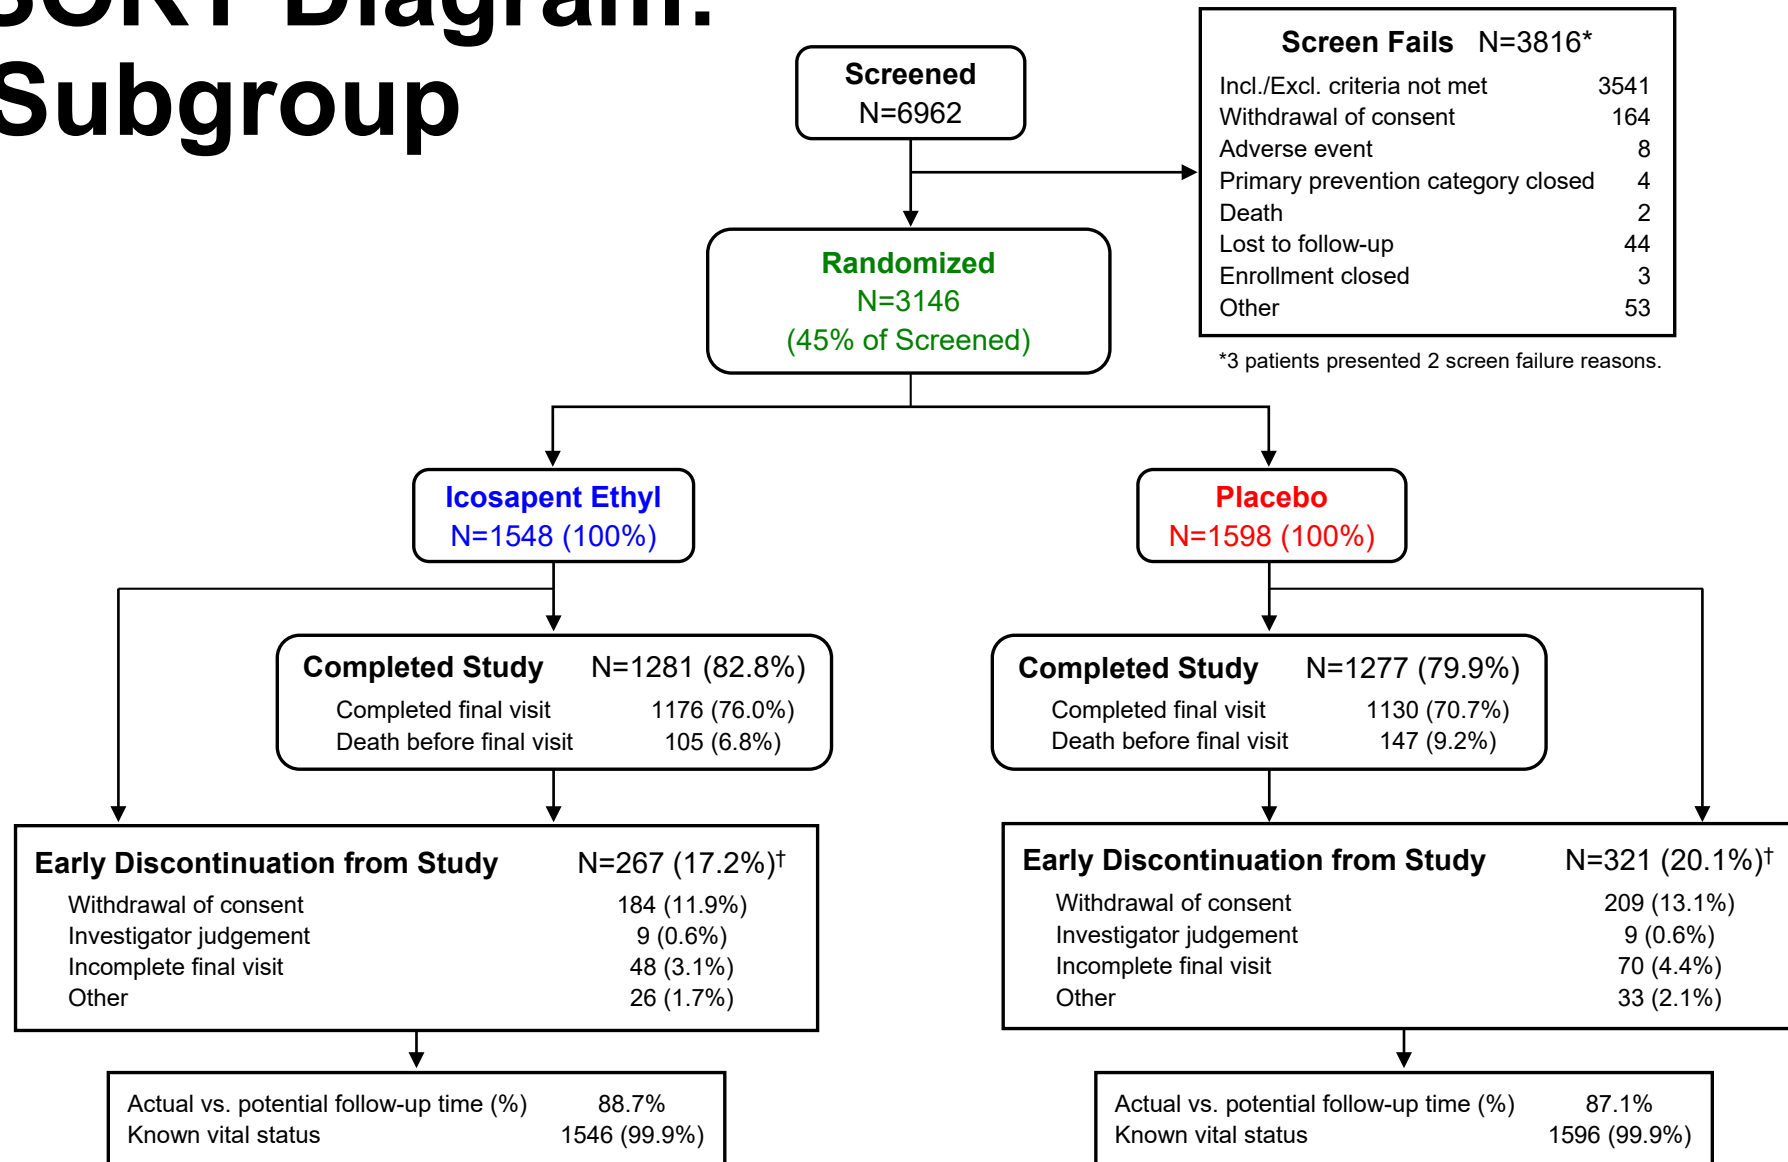 Diagram:
Subgroup
Screened
N=6962
Screen Fails N=3816*
Incl./Excl. criteria not met 3541
Withdrawal of consent 164
Adverse event 8
Primary prevention category closed 4
Death 2
Lost to follow-up 44
Enrollment closed 3
Other 53
*3 patients presented 2 screen failure reasons.
Randomized
N=3146
(45% of Screened)
Icosapent Ethyl
N=1548 (100%)
Placebo
N=1598 (100%)
Completed Study N=1281 (82.8%)
Completed final visit 1176 (76.0%)
Death before final visit 105 (6.8%)
Completed Study N=1277 (79.9%)
Completed final visit 1130 (70.7%)
Death before final visit 147 (9.2%)
Early Discontinuation from Study N=267 (17.2%)†
Withdrawal of consent 184 (11.9%)
Investigator judgement 9 (0.6%)
Incomplete final visit 48 (3.1%)
Other 26 (1.7%)
Early Discontinuation from Study N=321 (20.1%)†
Withdrawal of consent 209 (13.1%)
Investigator judgement 9 (0.6%)
Incomplete final visit 70 (4.4%)
Other 33 (2.1%)
Actual vs. potential follow-up time (%) 88.7%
Known vital status 1546 (99.9%)
Actual vs. potential follow-up time (%) 87.1%
Known vital status 1596 (99.9%)